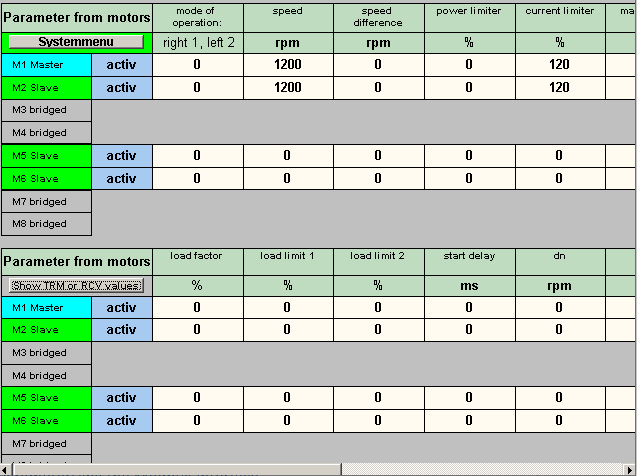 Parameter from motors mode of operation: speed speed difference power limiter current limiter ma
Systemmenu right 1, left 2 rpm rpm % %
M1 Master activ 0 1200 0 0 120
M2 Slave activ 0 1200 0 0 120
M3 bridged
M4 bridged
M5 Slave activ 0 0 0 0 0
M6 Slave activ 0 0 0 0 0
M7 bridged
M8 bridged
Parameter from motors load factor load limit 1 load limit 2 start delay dn
Show TRM or RCV values % % % ms rpm
M1 Master activ 0 0 0 0 0
M2 Slave activ 0 0 0 0 0
M3 bridged
M4 bridged
M5 Slave activ 0 0 0 0 0
M6 Slave activ 0 0 0 0 0
M7 bridged